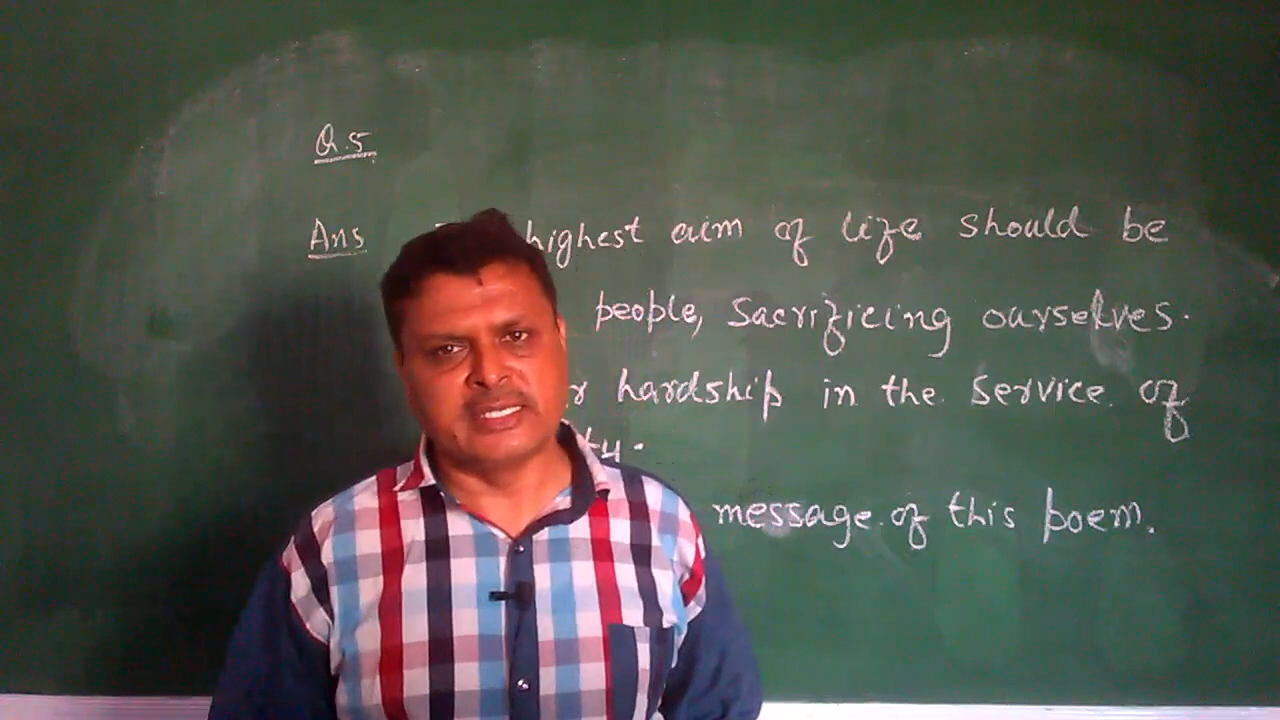 Q.5
Ans highest aim of life should be
people, sacrificing ourselves.
hardship in the service of
message of this poem.